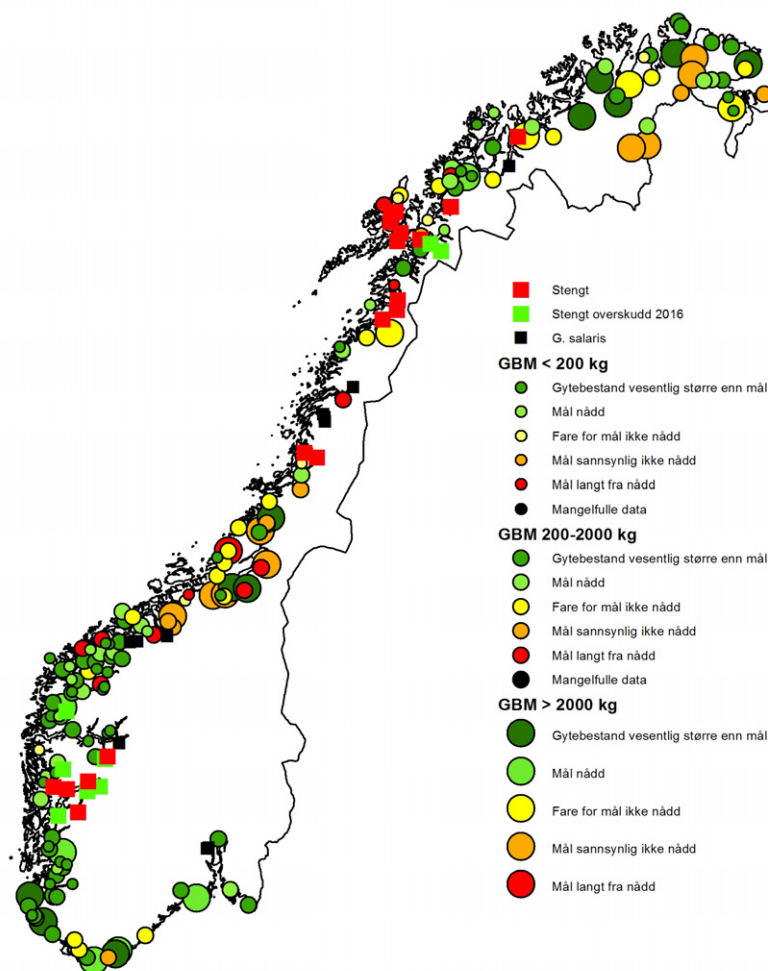 Stengt
Stengt overskudd 2016
G. salaris
GBM < 200 kg
Gytebestand vesentlig større enn mål
Mål nådd
Fare for mål ikke nådd
Mål sannsynlig ikke nådd
Mål langt fra nådd
Mangelfulle data
GBM 200-2000 kg
Gytebestand vesentlig større enn mål
Mål nådd
Fare for mål ikke nådd
Mål sannsynlig ikke nådd
Mål langt fra nådd
Mangelfulle data
GBM > 2000 kg
Gytebestand vesentlig større enn mål
Mål nådd
Fare for mål ikke nådd
Mål sannsynlig ikke nådd
Mål langt fra nådd